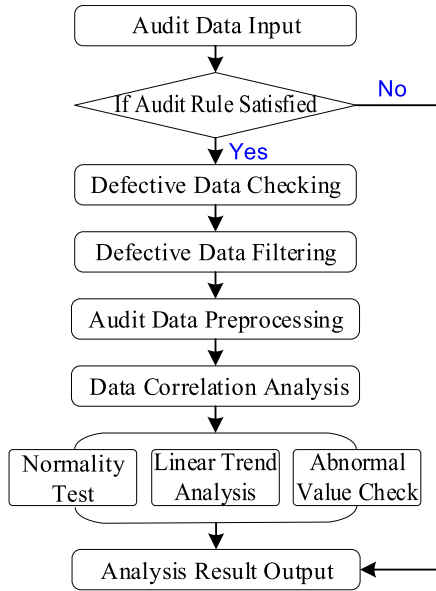 Audit Data Input
If Audit Rule Satisfied
No
Yes
Defective Data Checking
Defective Data Filtering
Audit Data Preprocessing
Data Correlation Analysis
Normality
Test
Linear Trend
Analysis
Abnormal
Value Check
Analysis Result Output